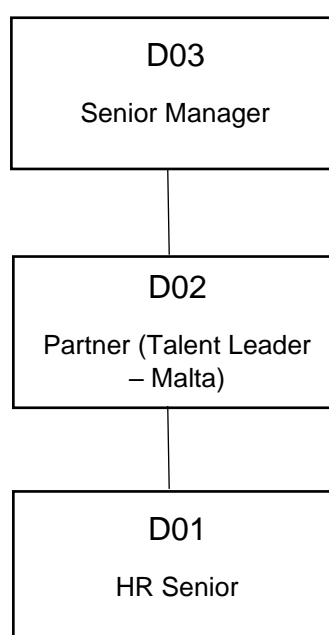 D03
Senior Manager
D02
Partner (Talent Leader
– Malta)
D01
HR Senior